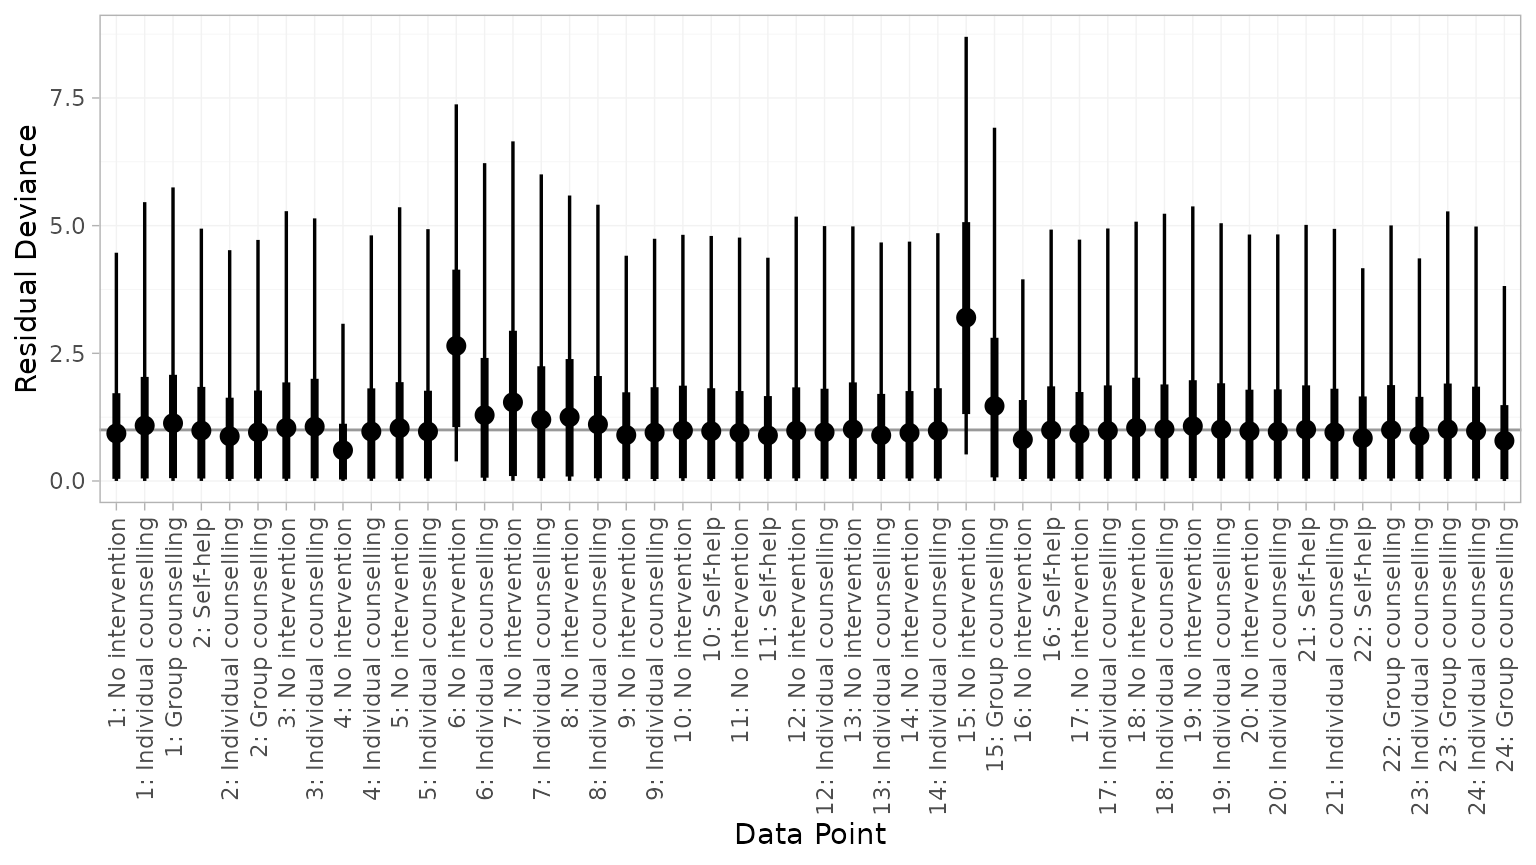 Residual Deviance
7.5
5.0
2.5
0.0
1: No intervention
1: Individual counselling
1: Group counselling
2: Self-help
2: Individual counselling
2: Group counselling
3: No intervention
3: Individual counselling
4: No intervention
4: Individual counselling
5: No intervention
5: Individual counselling
6: No intervention
6: Individual counselling
7: No intervention
7: Individual counselling
8: No intervention
8: Individual counselling
9: No intervention
9: Individual counselling
10: No intervention
10: Self-help
11: No intervention
11: Self-help
12: No intervention
12: Individual counselling
13: No intervention
13: Individual counselling
14: No intervention
14: Individual counselling
15: No intervention
15: Group counselling
16: No intervention
16: Self-help
17: No intervention
17: Individual counselling
18: No intervention
18: Individual counselling
19: No intervention
19: Individual counselling
20: No intervention
20: Individual counselling
21: Self-help
21: Individual counselling
22: Self-help
22: Group counselling
23: Individual counselling
23: Group counselling
24: Individual counselling
24: Group counselling
Data Point